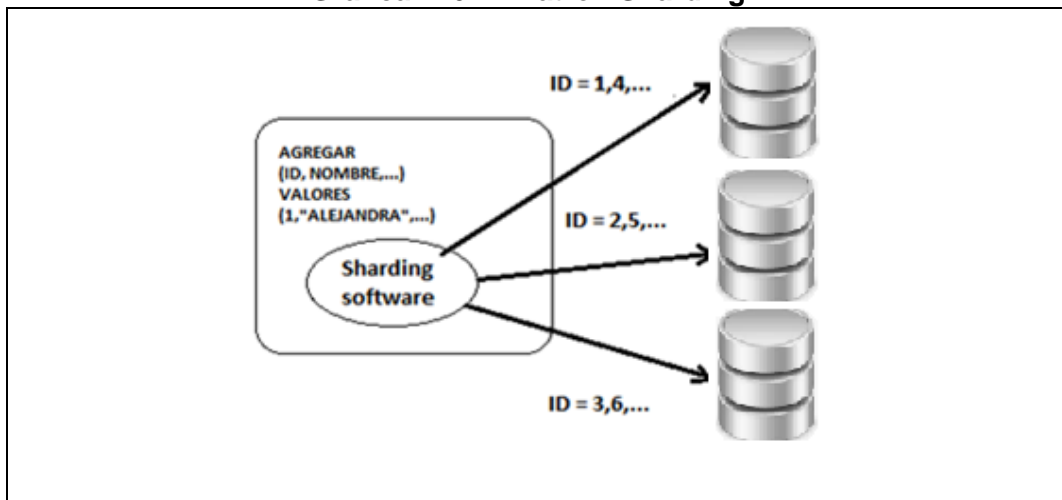 ID = 1,4,...
AGREGAR
(ID, NOMBRE,...)
VALORES
(1,"ALEJANDRA",...)
ID = 2,5,...
Sharding
software
ID = 3,6,...